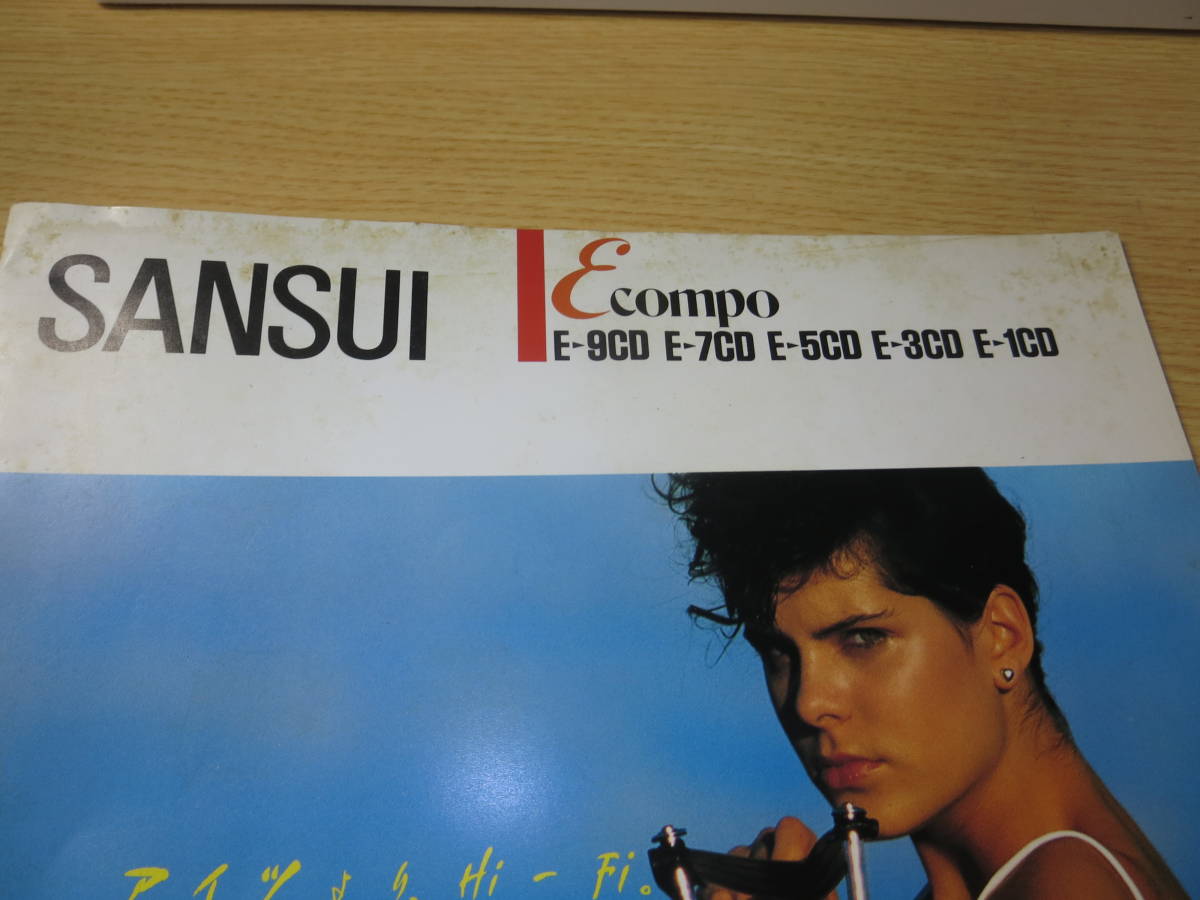 SANSUI
Ecompo
E-9CD E-7CD E-5CD E-3CD E-1CD
アイツより、Hi-Fi。